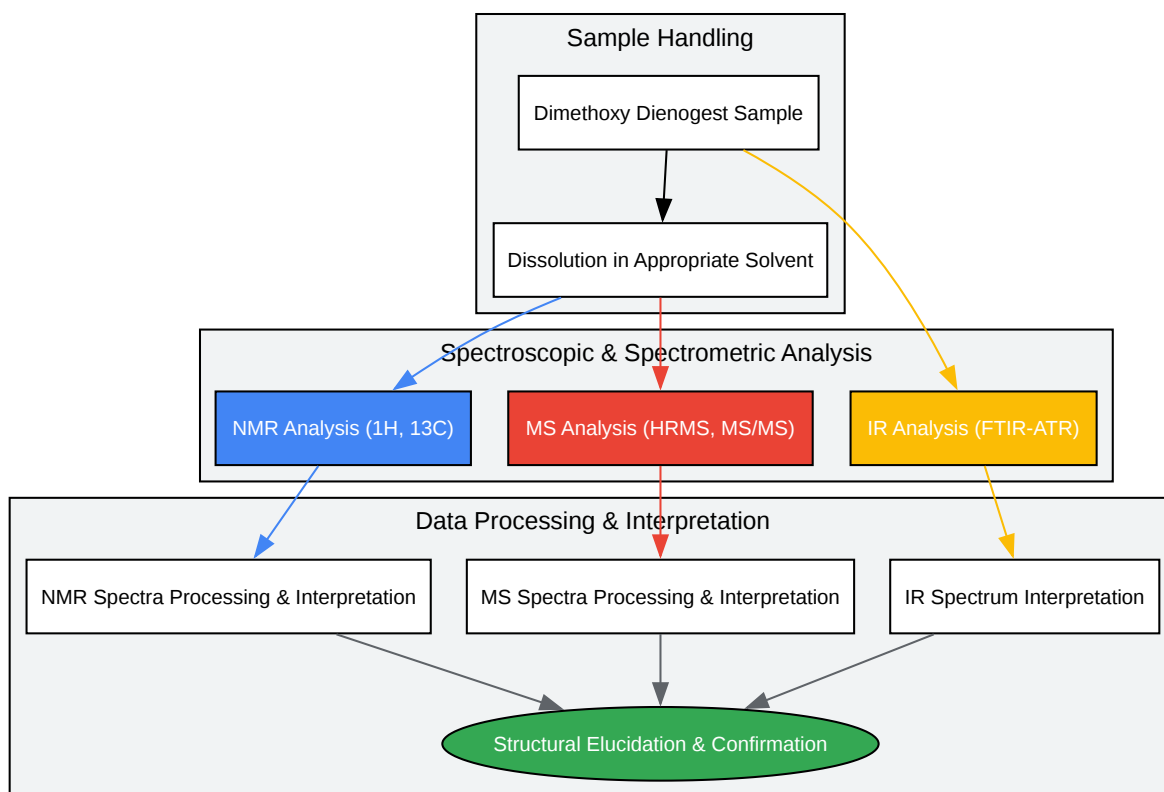 Sample Handling
Dimethoxy Dienogest Sample
Dissolution in Appropriate Solvent
Spectroscopic & Spectrometric Analysis
NMR Analysis (1H, 13C)
MS Analysis (HRMS, MS/MS)
IR Analysis (FTIR-ATR)
Data Processing & Interpretation
NMR Spectra Processing & Interpretation
MS Spectra Processing & Interpretation
IR Spectrum Interpretation
Structural Elucidation & Confirmation